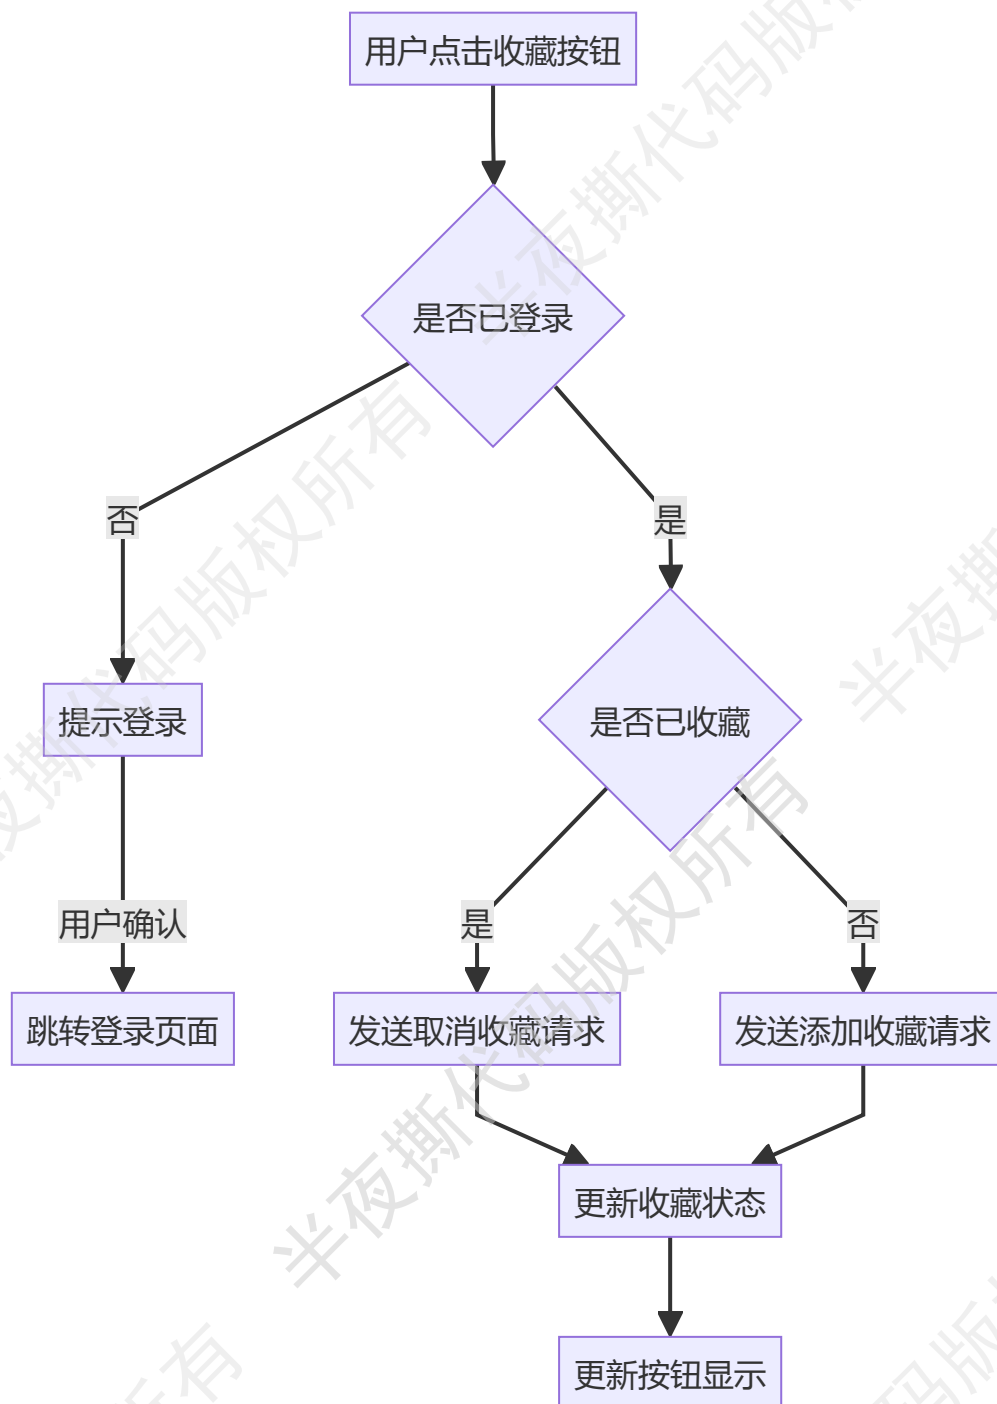 用户点击收藏按钮
是否已登录
否
是
提示登录
是否已收藏
用户确认
是
否
跳转登录页面
发送取消收藏请求
发送添加收藏请求
更新收藏状态
更新按钮显示
半夜撕代码版权所有
半夜撕代码版
夜撕代码版权所有
半夜撕
所有
码版